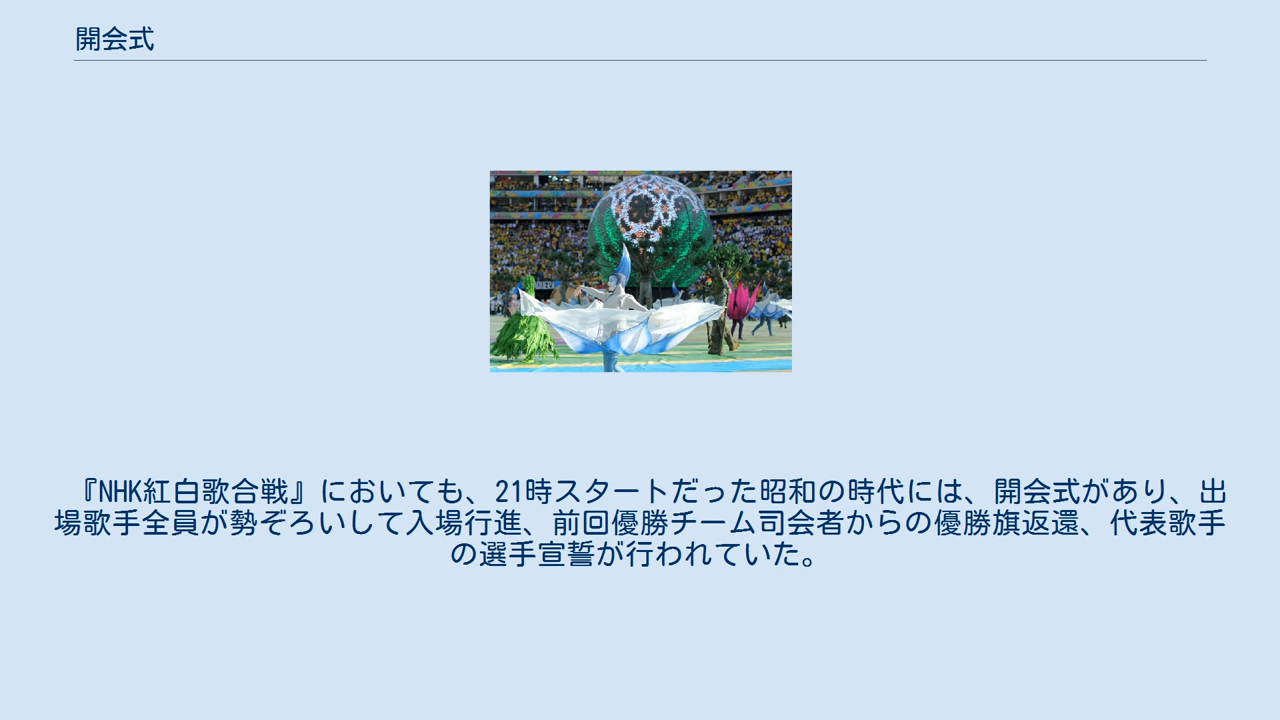 開会式
『NHK紅白歌合戦』においても、21時スタートだった昭和の時代には、開会式があり、出
場歌手全員が勢ぞろいして入場行進、前回優勝チーム司会者からの優勝旗返還、代表歌手
の選手宣誓が行われていた。